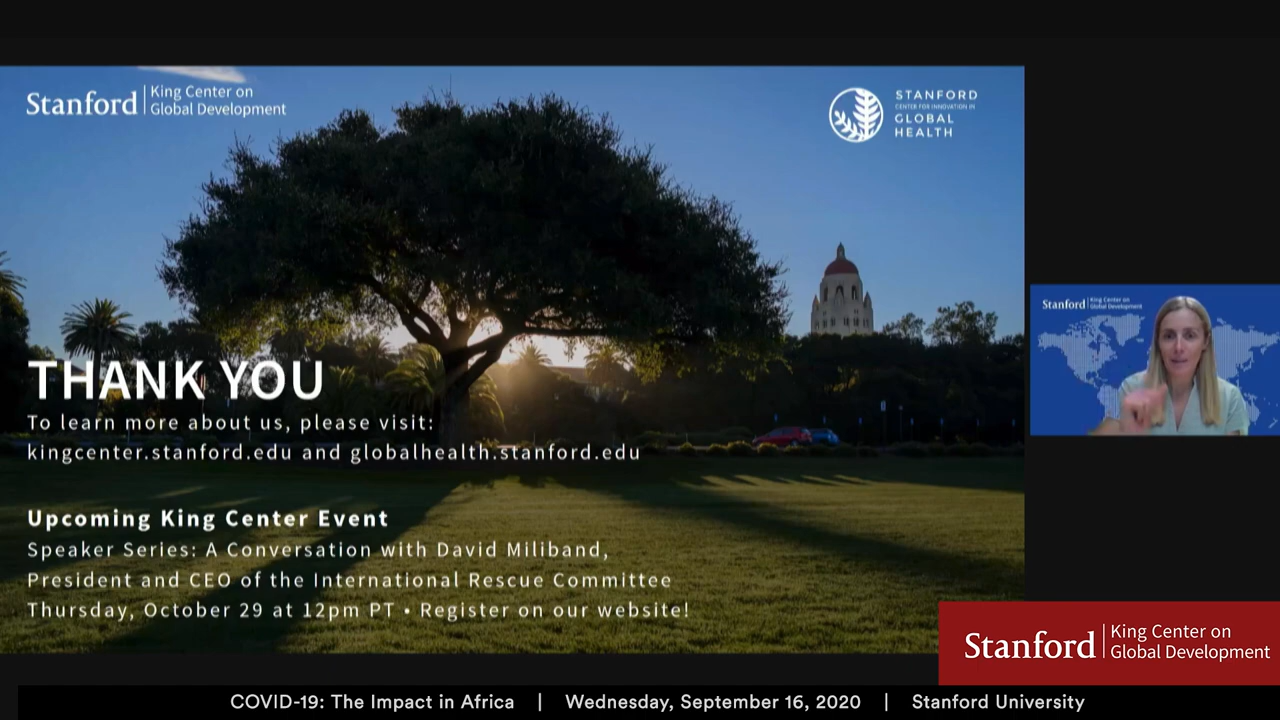 Stanford
King Center on
Global Development
STANFORD
CENTER FOR INNOVATION IN
GLOBAL
HEALTH
THANK YOU
To learn more about us, please visit:
kingcenter.stanford.edu and globalhealth.stanford.edu
Upcoming King Center Event
Speaker Series: A Conversation with David Miliband,
President and CEO of the International Rescue Committee
Thursday, October 29 at 12pm PT • Register on our website!
Stanford
King Center on
Global Development
Stanford
King Center on
Global Development
COVID-19: The Impact in Africa | Wednesday, September 16, 2020 | Stanford University